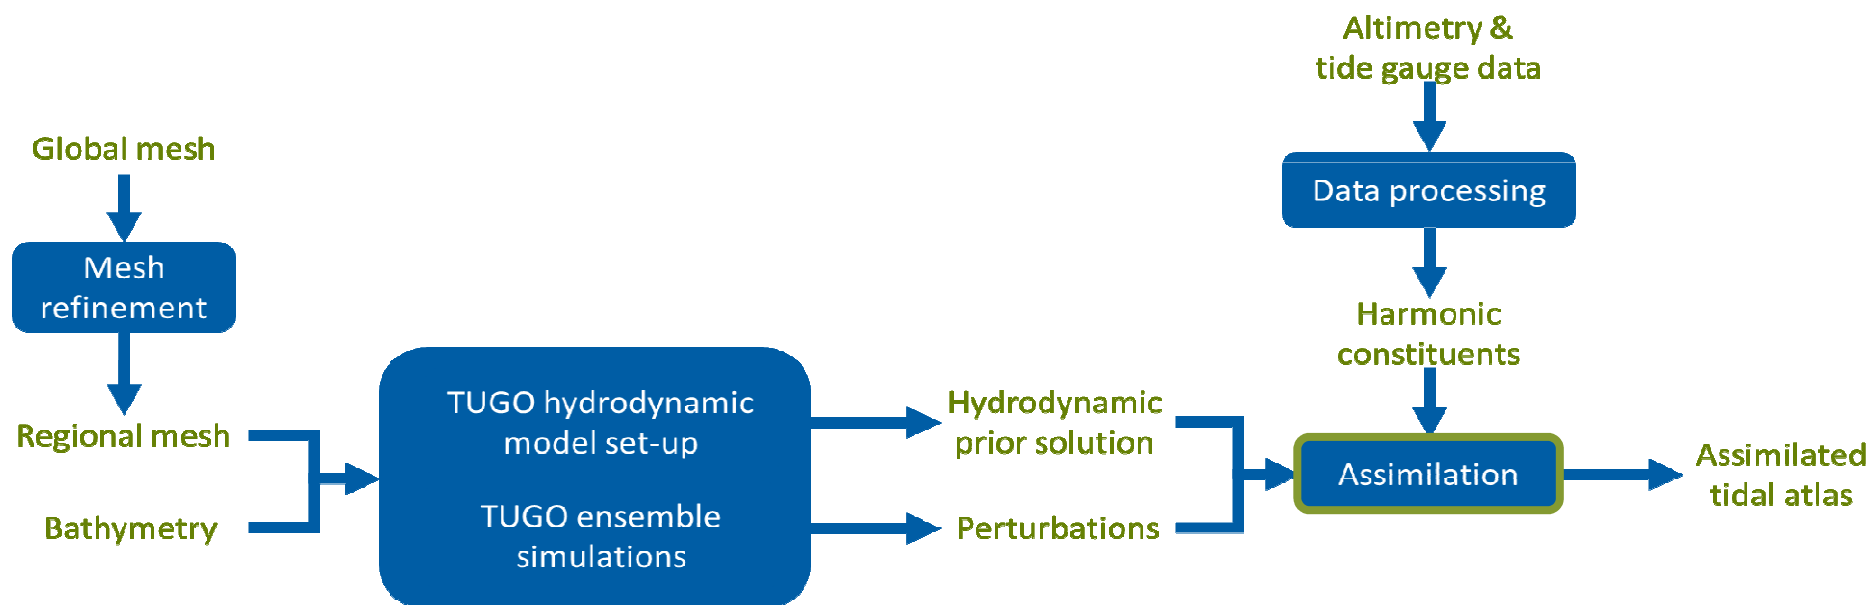 Global mesh
Mesh
refinement
Regional mesh
Bathymetry
TUGO hydrodynamic
model set-up
TUGO ensemble
simulations
Hydrodynamic
prior solution
Perturbations
Altimetry &
tide gauge data
Data processing
Harmonic
constituents
Assimilation
Assimilated
tidal atlas